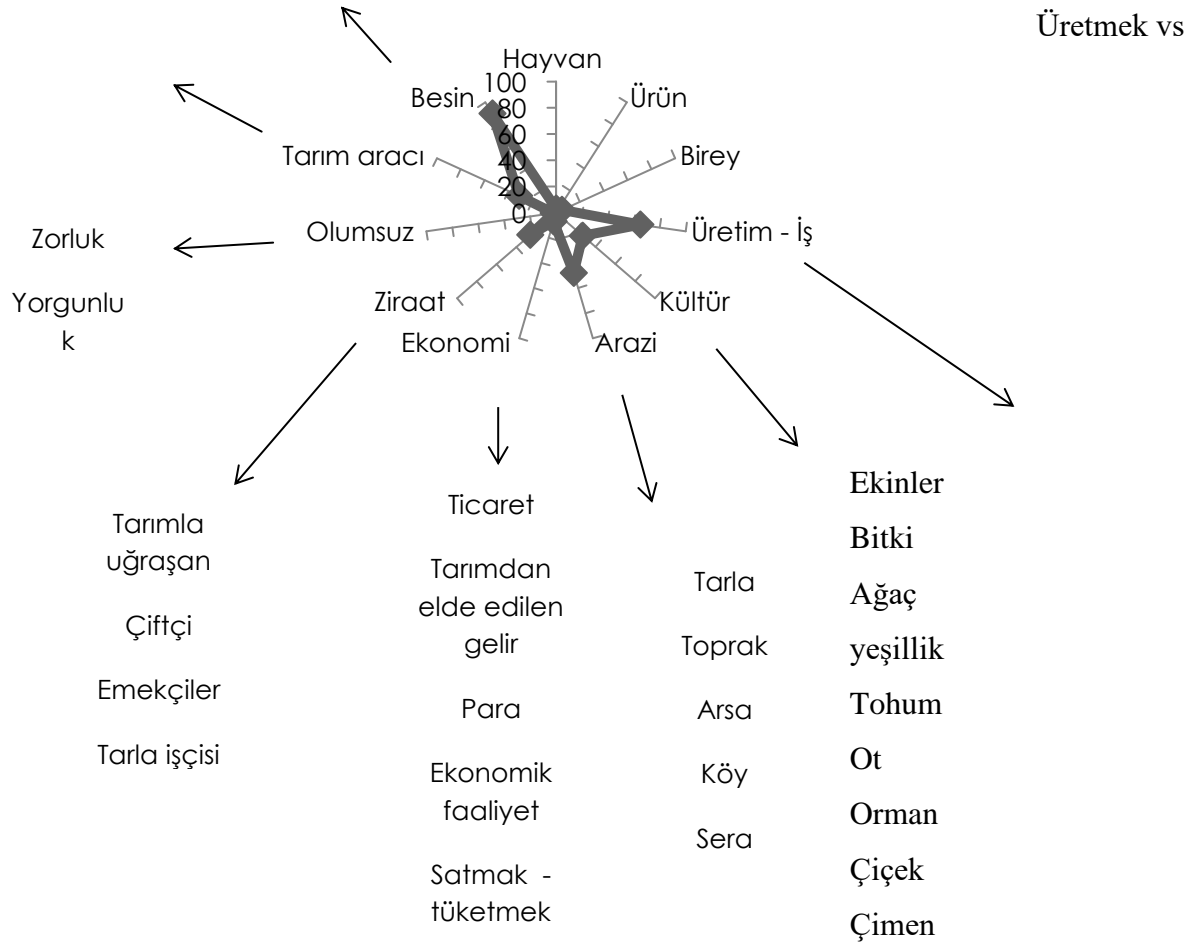 Üretmek vs
Hayvan
100
80
60
40
20
0
Ürün
Birey
Üretim - İş
Kültür
Arazi
Ekonomi
Ziraat
Olumsuz
Tarım aracı
Besin
Zorluk
Yorgunlu
k
Tarımla
uğraşan
Çiftçi
Emekçiler
Tarla işçisi
Ticaret
Tarımdan
elde edilen
gelir
Para
Ekonomik
faaliyet
Satmak -
tüketmek
Tarla
Toprak
Arsa
Köy
Sera
Ekinler
Bitki
Ağaç
yeşillik
Tohum
Ot
Orman
Çiçek
Çimen